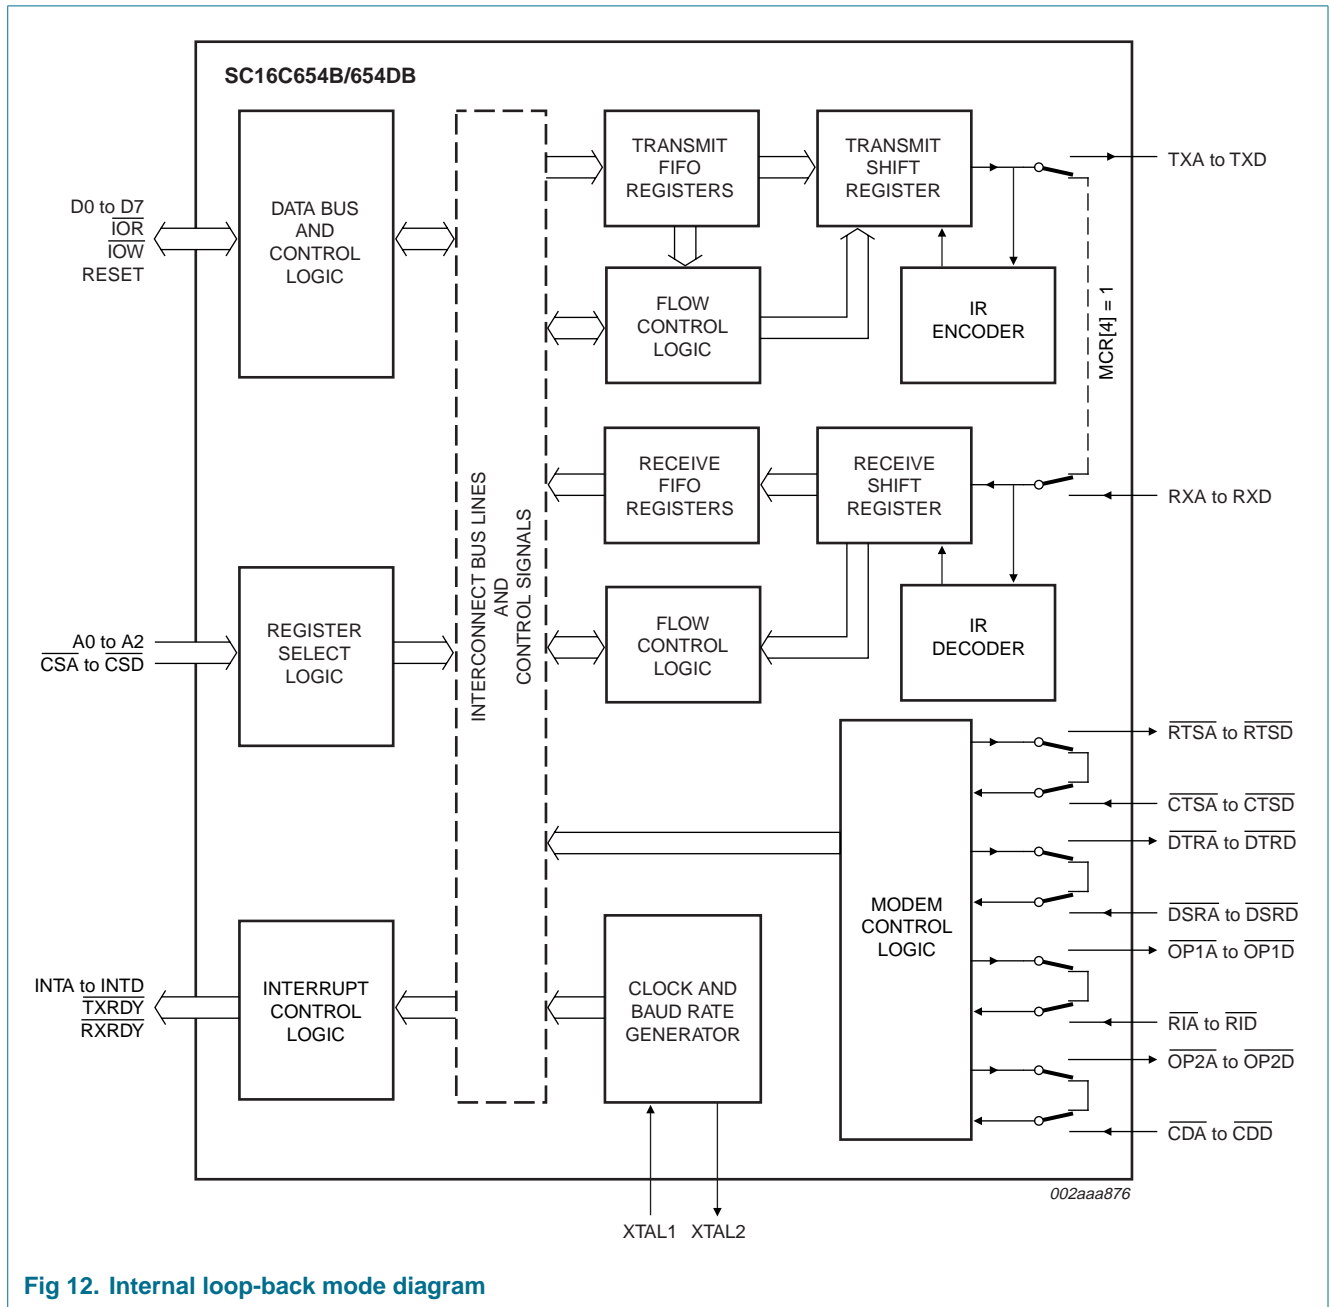 SC16C654B/654DB
D0 to D7
IOR
IOW
RESET
DATA BUS
AND
CONTROL
LOGIC
A0 to A2
CSA to CSD
REGISTER
SELECT
LOGIC
INTA to INTD
TXRDY
RXRDY
INTERRUPT
CONTROL
LOGIC
INTERCONNECT BUS LINES
AND
CONTROL SIGNALS
TRANSMIT
FIFO
REGISTERS
TRANSMIT
SHIFT
REGISTER
TXA to TXD
FLOW
CONTROL
LOGIC
IR
ENCODER
MCR[4] = 1
RECEIVE
FIFO
REGISTERS
RECEIVE
SHIFT
REGISTER
RXA to RXD
FLOW
CONTROL
LOGIC
IR
DECODER
MODEM
CONTROL
LOGIC
RTSA to RTSD
CTSA to CTSD
DTRA to DTRD
DSRA to DSRD
OP1A to OP1D
RIA to RID
OP2A to OP2D
CDA to CDD
CLOCK AND
BAUD RATE
GENERATOR
XTAL1 XTAL2
002aaa876
Fig 12. Internal loop-back mode diagram